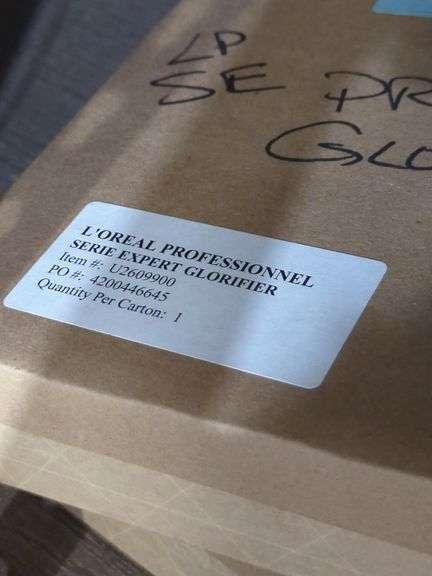 LP
SE PR
GLO
L'OREAL PROFESSIONNEL
SERIE EXPERT GLORIFIER
Item #: U2609900
PO #: 4200446645
Quantity Per Carton: 1